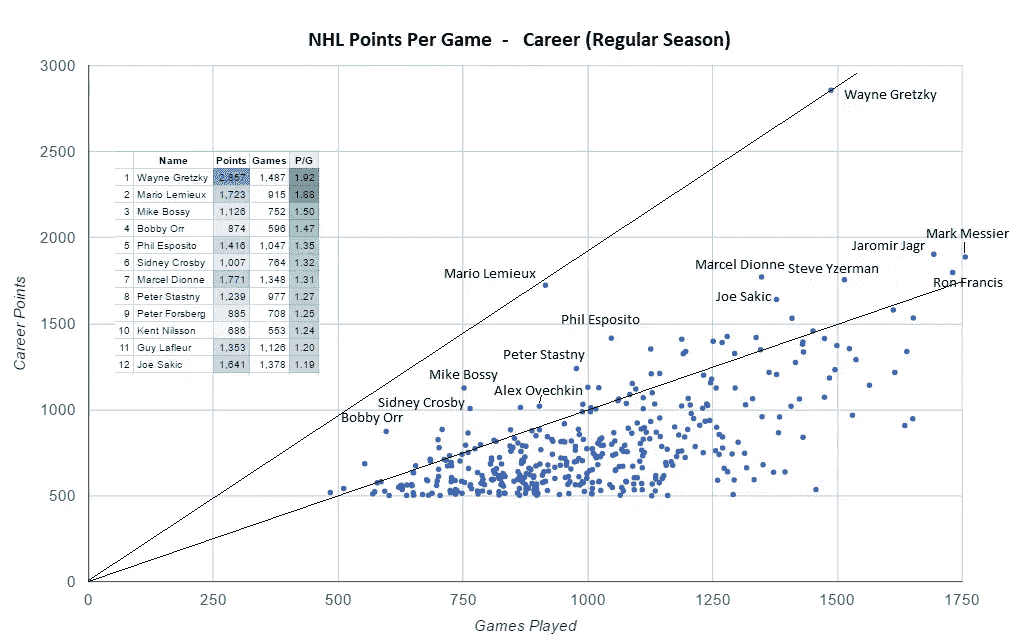 NHL Points Per Game - Career (Regular Season)
3000
2500
2000
1500
1000
500
0
Career Points
Name Points Games P/G
1 Wayne Gretzky 2,857 1,487 1.92
2 Mario Lemieux 1,723 915 1.88
3 Mike Bossy 1,126 752 1.50
4 Bobby Orr 874 596 1.47
5 Phil Esposito 1,416 1,047 1.35
6 Sidney Crosby 1,007 764 1.32
7 Marcel Dionne 1,771 1,348 1.31
8 Peter Stastny 1,239 977 1.27
9 Peter Forsberg 885 708 1.25
10 Kent Nilsson 686 553 1.24
11 Guy Lafleur 1,353 1,126 1.20
12 Joe Sakic 1,641 1,378 1.19
Wayne Gretzky
Mark Messier
Jaromir Jagr
Marcel Dionne
Steve Yzerman
Mario Lemieux
Ron Francis
Joe Sakic
Phil Esposito
Peter Stastny
Mike Bossy
Alex Ovechkin
Sidney Crosby
Bobby Orr
0 250 500 750 1000 1250 1500 1750
Games Played